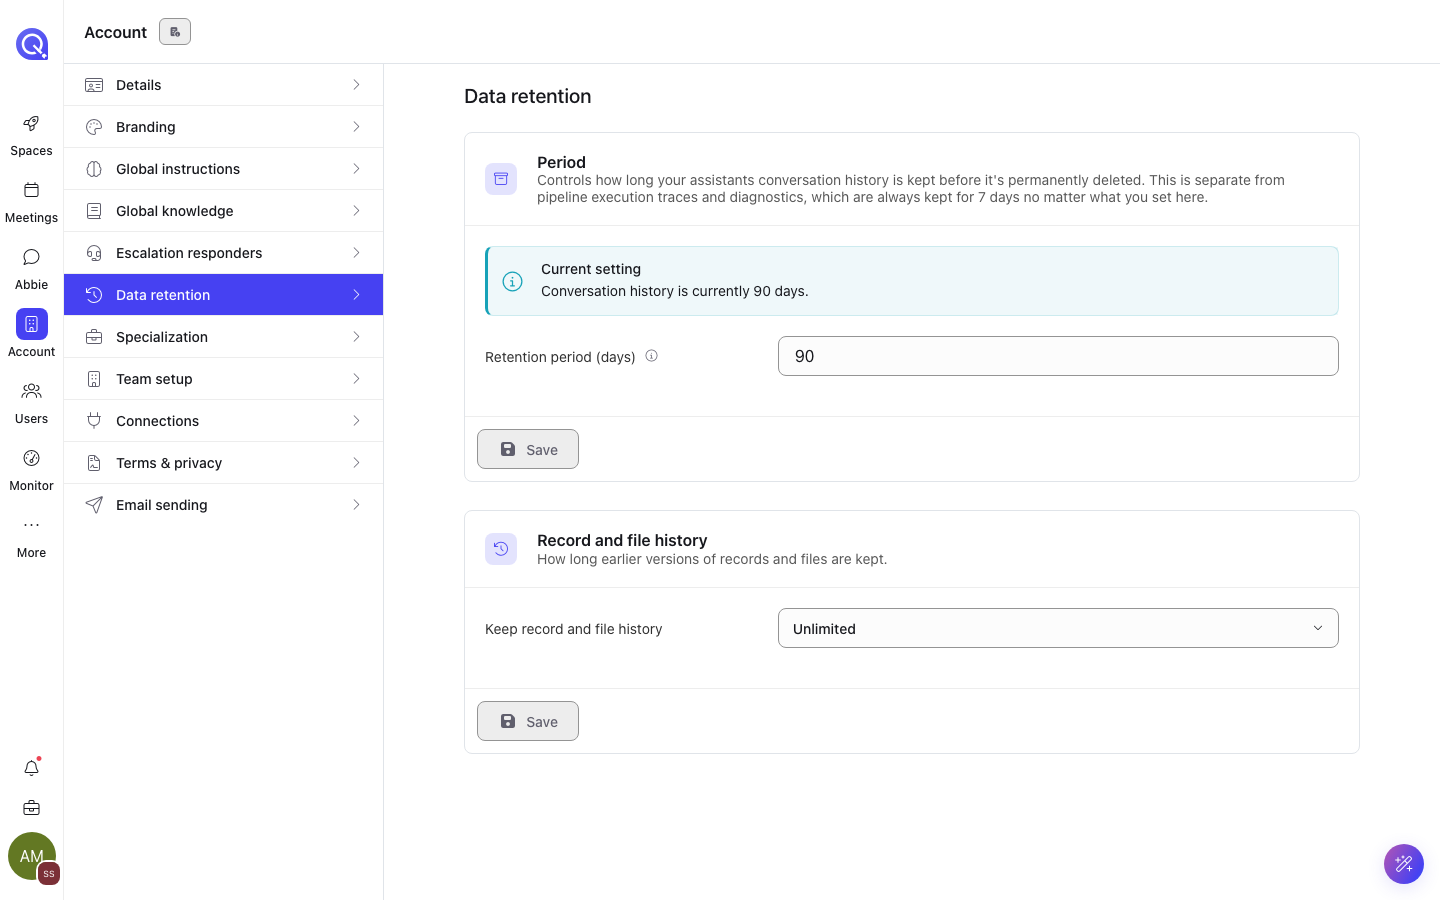 Account
Spaces
Meetings
Abbie
Account
Users
Monitor
More
AM
SS
Details
Branding
Global instructions
Global knowledge
Escalation responders
Data retention
Specialization
Team setup
Connections
Terms & privacy
Email sending
Data retention
Period
Controls how long your assistants conversation history is kept before it's permanently deleted. This is separate from
pipeline execution traces and diagnostics, which are always kept for 7 days no matter what you set here.
Current setting
Conversation history is currently 90 days.
Retention period (days)
90
Save
Record and file history
How long earlier versions of records and files are kept.
Keep record and file history
Unlimited
Save